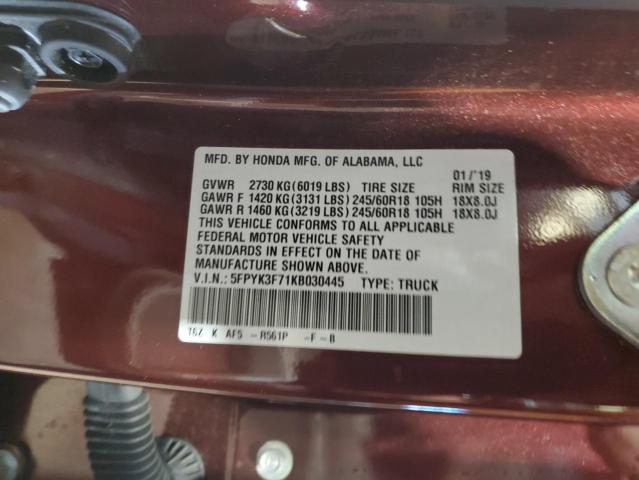 MFD. BY HONDA MFG. OF ALABAMA, LLC
01/'19
GVWR 2730 KG(6019 LBS) TIRE SIZE RIM SIZE
GAWR F 1420 KG(3131 LBS) 245/60R18 105H 18X8.0J
GAWR R 1460 KG(3219 LBS) 245/60R18 105H 18X8.0J
THIS VEHICLE CONFORMS TO ALL APPLICABLE
FEDERAL MOTOR VEHICLE SAFETY
STANDARDS IN EFFECT ON THE DATE OF
MANUFACTURE SHOWN ABOVE.
V.I.N.: 5FPYK3F71KB030445 TYPE: TRUCK
T6Z K AF5 -R561P -F -B